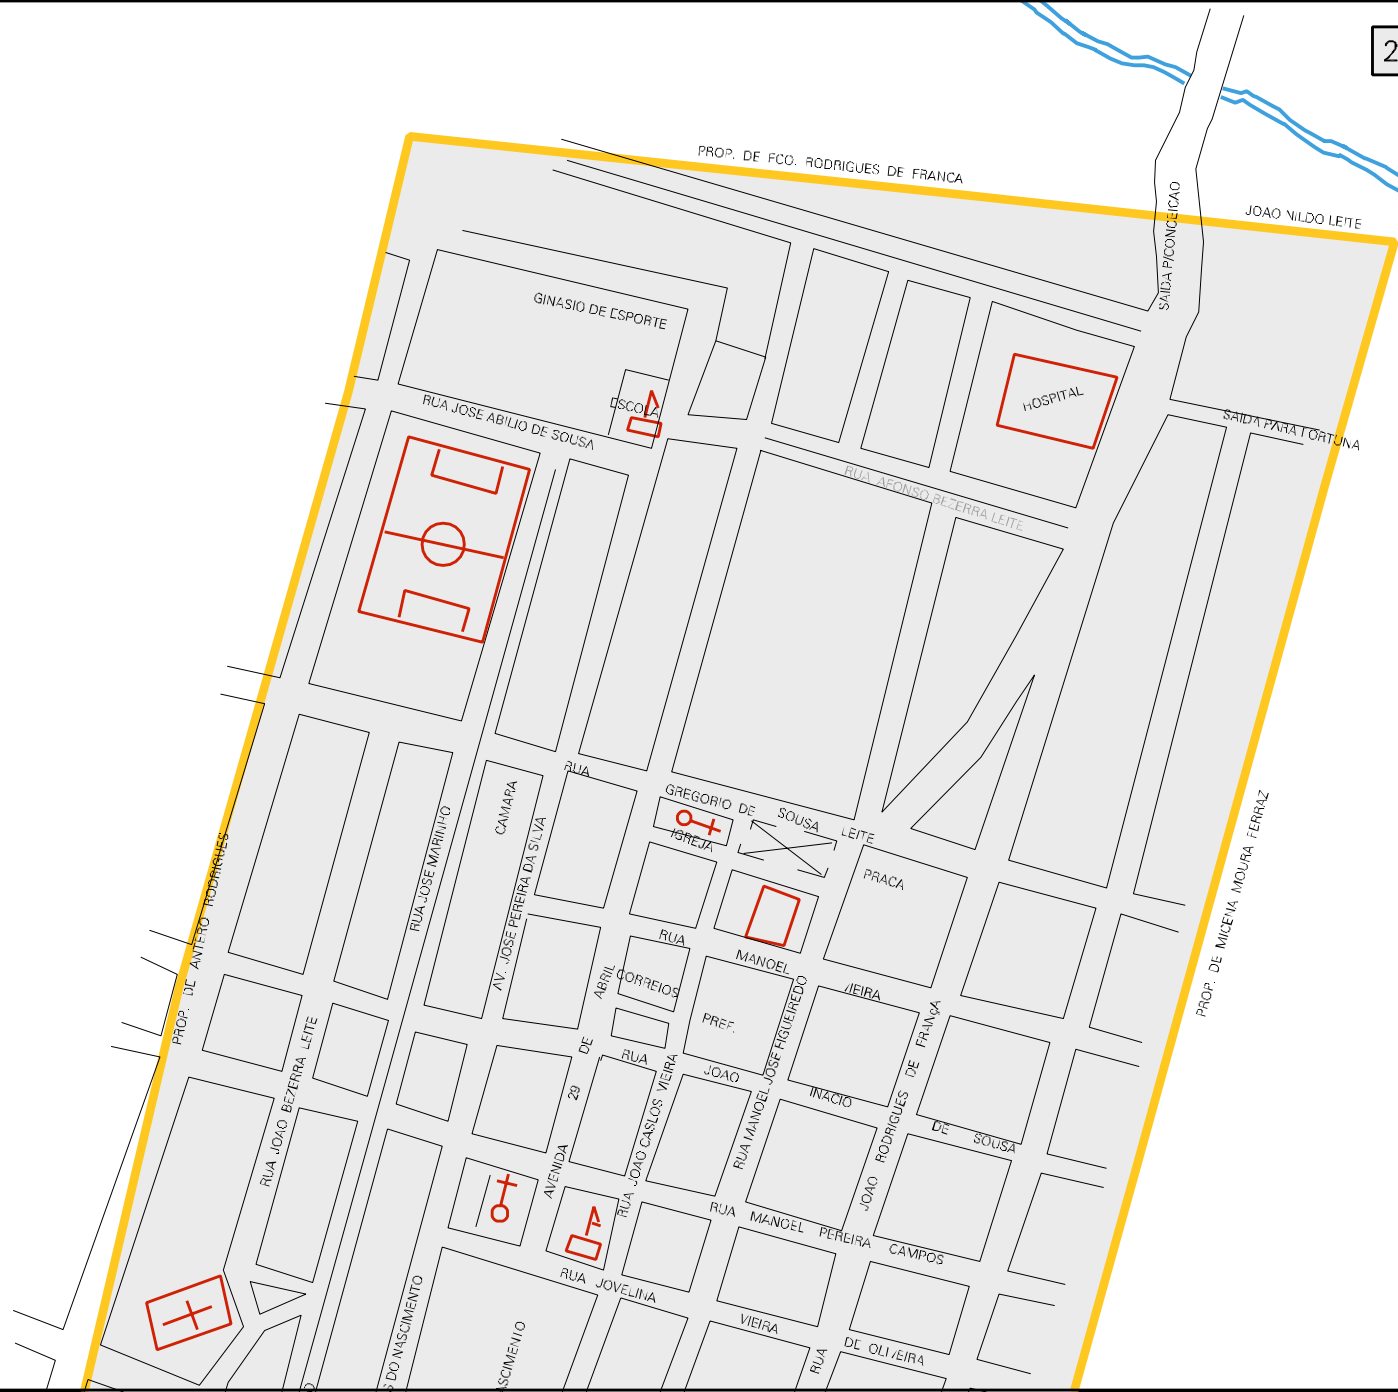 2
PROP. DE FCO. RODRIGUES DE FRANCA
JOAO NILDO LEITE
SAIDA P/CONCEICAO
GINASIO DE ESPORTE
ESCOLA
HOSPITAL
RUA JOSE ABILIO DE SOUSA
SAIDA PARA FORTUNA
RUA AFONSO BEZERRA LEITE
RUA GREGORIO DE SOUSA LEITE
CAMARA
IGREJA
PRACA
PROP. DE ANTERO RODRIGUES
RUA JOSE MARINHO
AV. JOSE PEREIRA DA SILVA
PROP. DE MICENA MOURA FERRAZ
RUA MANOEL VIEIRA
CORREIOS
PREF.
AVENIDA 29 DE ABRIL
RUA JOAO INACIO DE SOUSA
RUA JOAO BEZERRA LEITE
RUA JOAO CASLOS VIEIRA
RUA MANOEL JOSE FIGUEIREDO
JOAO RODRIGUES DE FRANÇA
RUA MANOEL PEREIRA CAMPOS
RUA JOVELINA VIEIRA DE OLIVEIRA
S DO NASCIMENTO
SCIMENTO
RUA
O